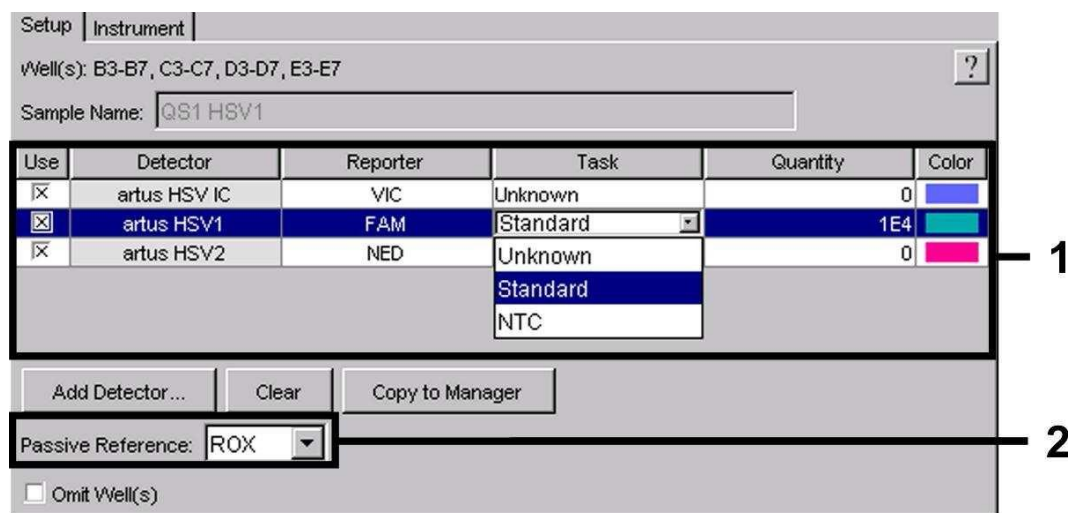 Setup Instrument
Well(s): B3-B7, C3-C7, D3-D7, E3-E7 ?
Sample Name: QS1 HSV1
Use Detector Reporter Task Quantity Color
artus HSV IC VIC Unknown 0
artus HSV1 FAM Standard 1E4
artus HSV2 NED 0
Unknown
Standard
NTC
1
Add Detector... Clear Copy to Manager
Passive Reference: ROX 2
Omit Well(s)